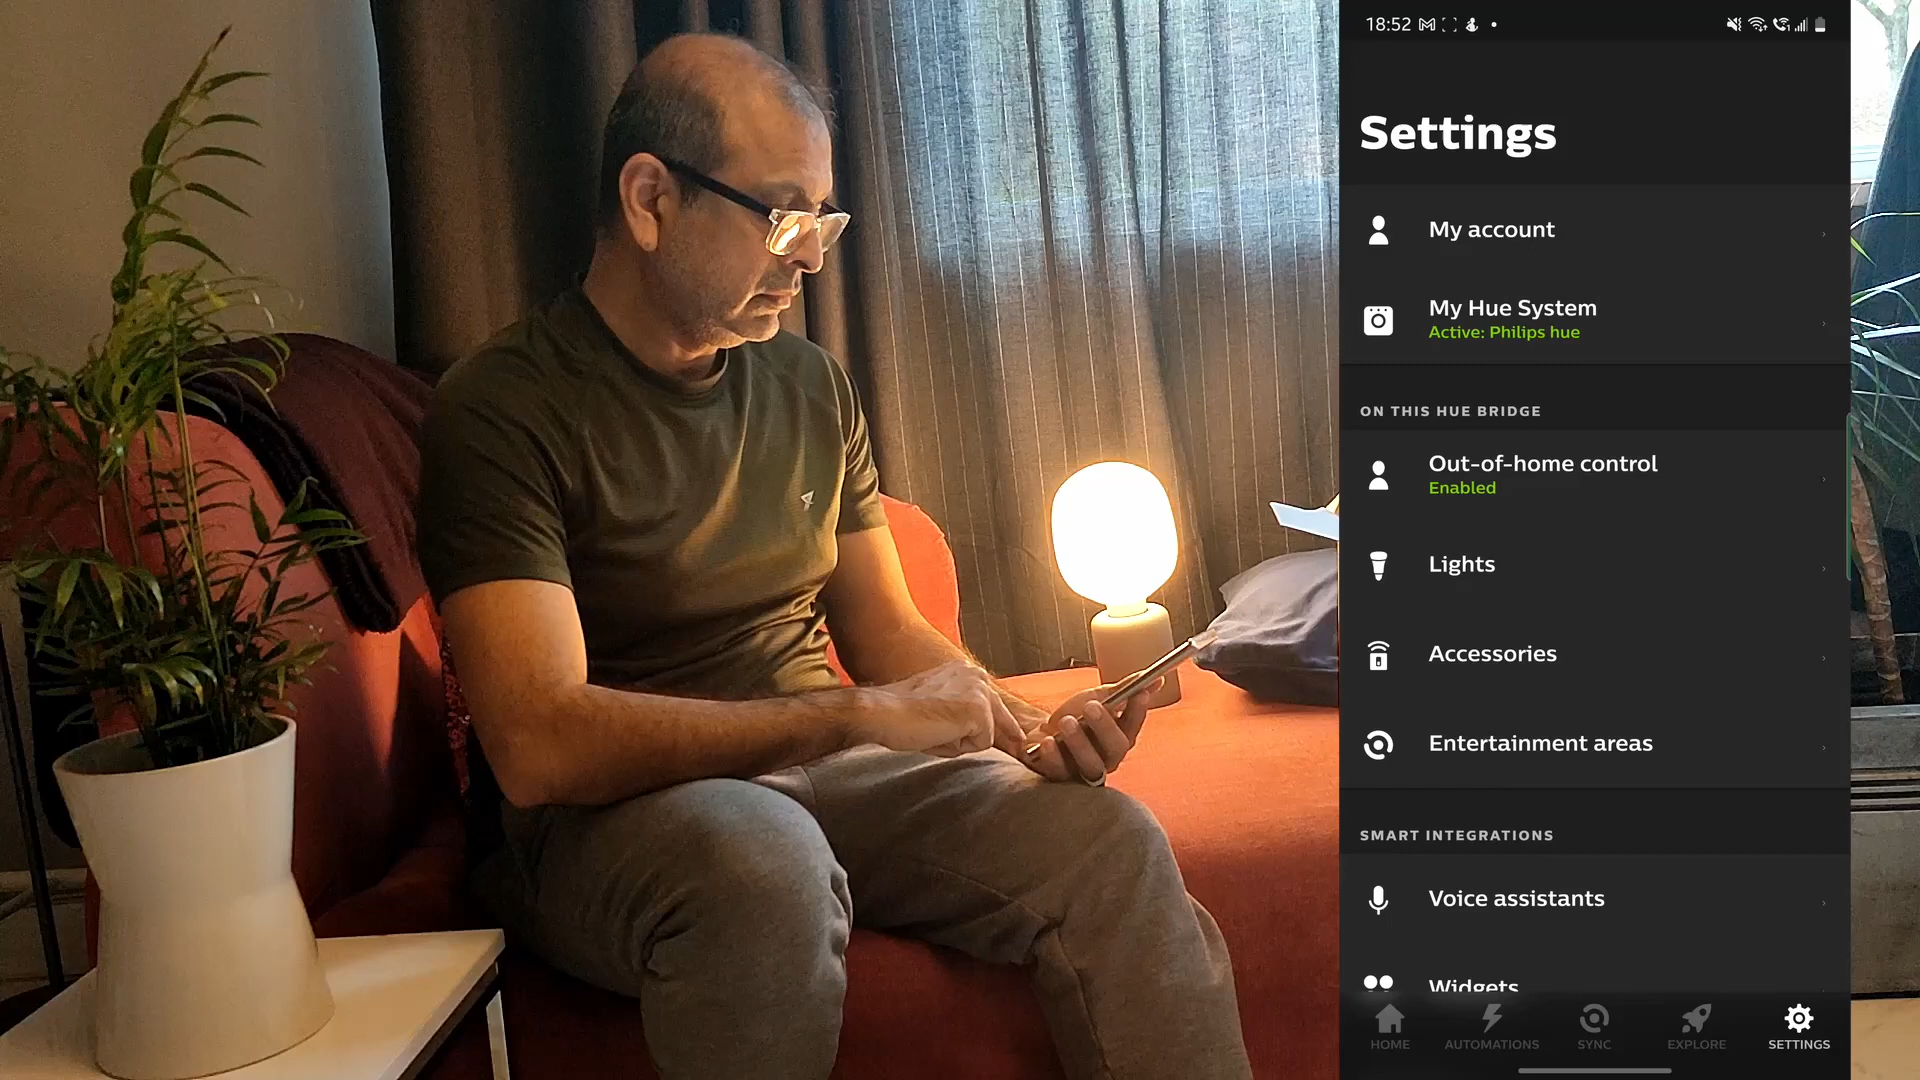 18:52
Settings
My account
My Hue System
Active: Philips hue
ON THIS HUE BRIDGE
Out-of-home control
Enabled
Lights
Accessories
Entertainment areas
SMART INTEGRATIONS
Voice assistants
Widgets
HOME
AUTOMATIONS
SYNC
EXPLORE
SETTINGS